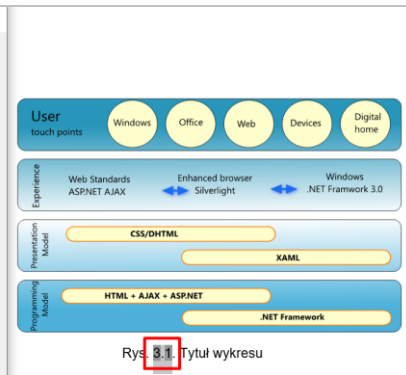 User
touch points
Windows
Office
Web
Devices
Digital
home
Experience
Web Standards
ASP.NET AJAX
Enhanced browser
Silverlight
Windows
.NET Framwork 3.0
Presentation
Model
CSS/DHTML
XAML
Programming
Model
HTML + AJAX + ASP.NET
.NET Framework
Rys. 3.1. Tytuł wykresu